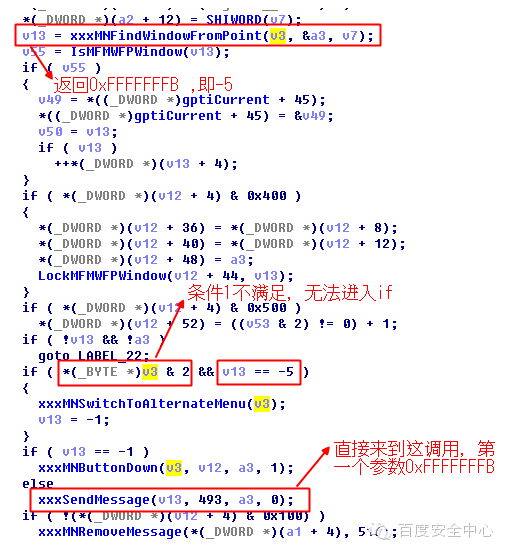 *(_DWORD *)(a2 + 12) = SHIWORD(v7);
v13 = xxxMNFindWindowFromPoint(v3, &a3, v7);
v55 = IsMFMWFPWindow(v13);
if ( v55 )
返回0xFFFFFFFB ,即-5
{
v49 = *((_DWORD *)gptiCurrent + 45);
*((_DWORD *)gptiCurrent + 45) = &v49;
v50 = v13;
if ( v13 )
++*(_DWORD *)(v13 + 4);
}
if ( *(_DWORD *)(v12 + 4) & 0x400 )
{
*(_DWORD *)(v12 + 36) = *(_DWORD *)(v12 + 8);
*(_DWORD *)(v12 + 40) = *(_DWORD *)(v12 + 12);
*(_DWORD *)(v12 + 48) = a3;
LockMFMWFPWindow(v12 + 44, v13);
}
条件1不满足, 无法进入if
if ( *(_DWORD *)(v12 + 4) & 0x500 )
*(_DWORD *)(v12 + 52) = ((v53 & 2) != 0) + 1;
if ( !v13 && !a3 )
goto LABEL_22;
if ( *(_BYTE *)v3 & 2 && v13 == -5 )
{
xxxMNSwitchToAlternateMenu(v3);
v13 = -1;
}
if ( v13 == -1 )
xxxMNButtonDown(v3, v12, a3, 1);
直接来到这调用, 第
一个参数0xFFFFFFFB
else
xxxSendMessage(v13, 493, a3, 0);
if ( !(*(_DWORD *)(v12 + 4) & 0x100) )
xxxMNRemoveMessage(*(_DWORD *)(a1 + 4), 
百度安全中心